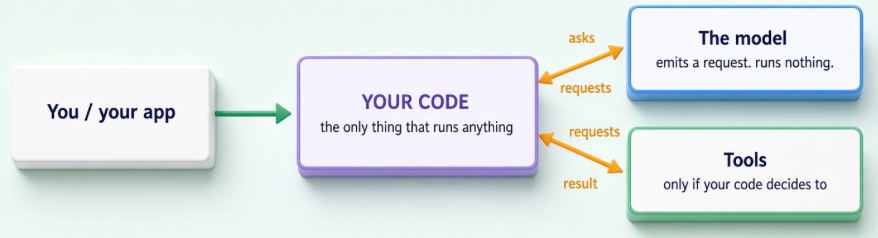 You / your app
YOUR CODE
the only thing that runs anything
asks
requests
The model
emits a request. runs nothing.
requests
result
Tools
only if your code decides to